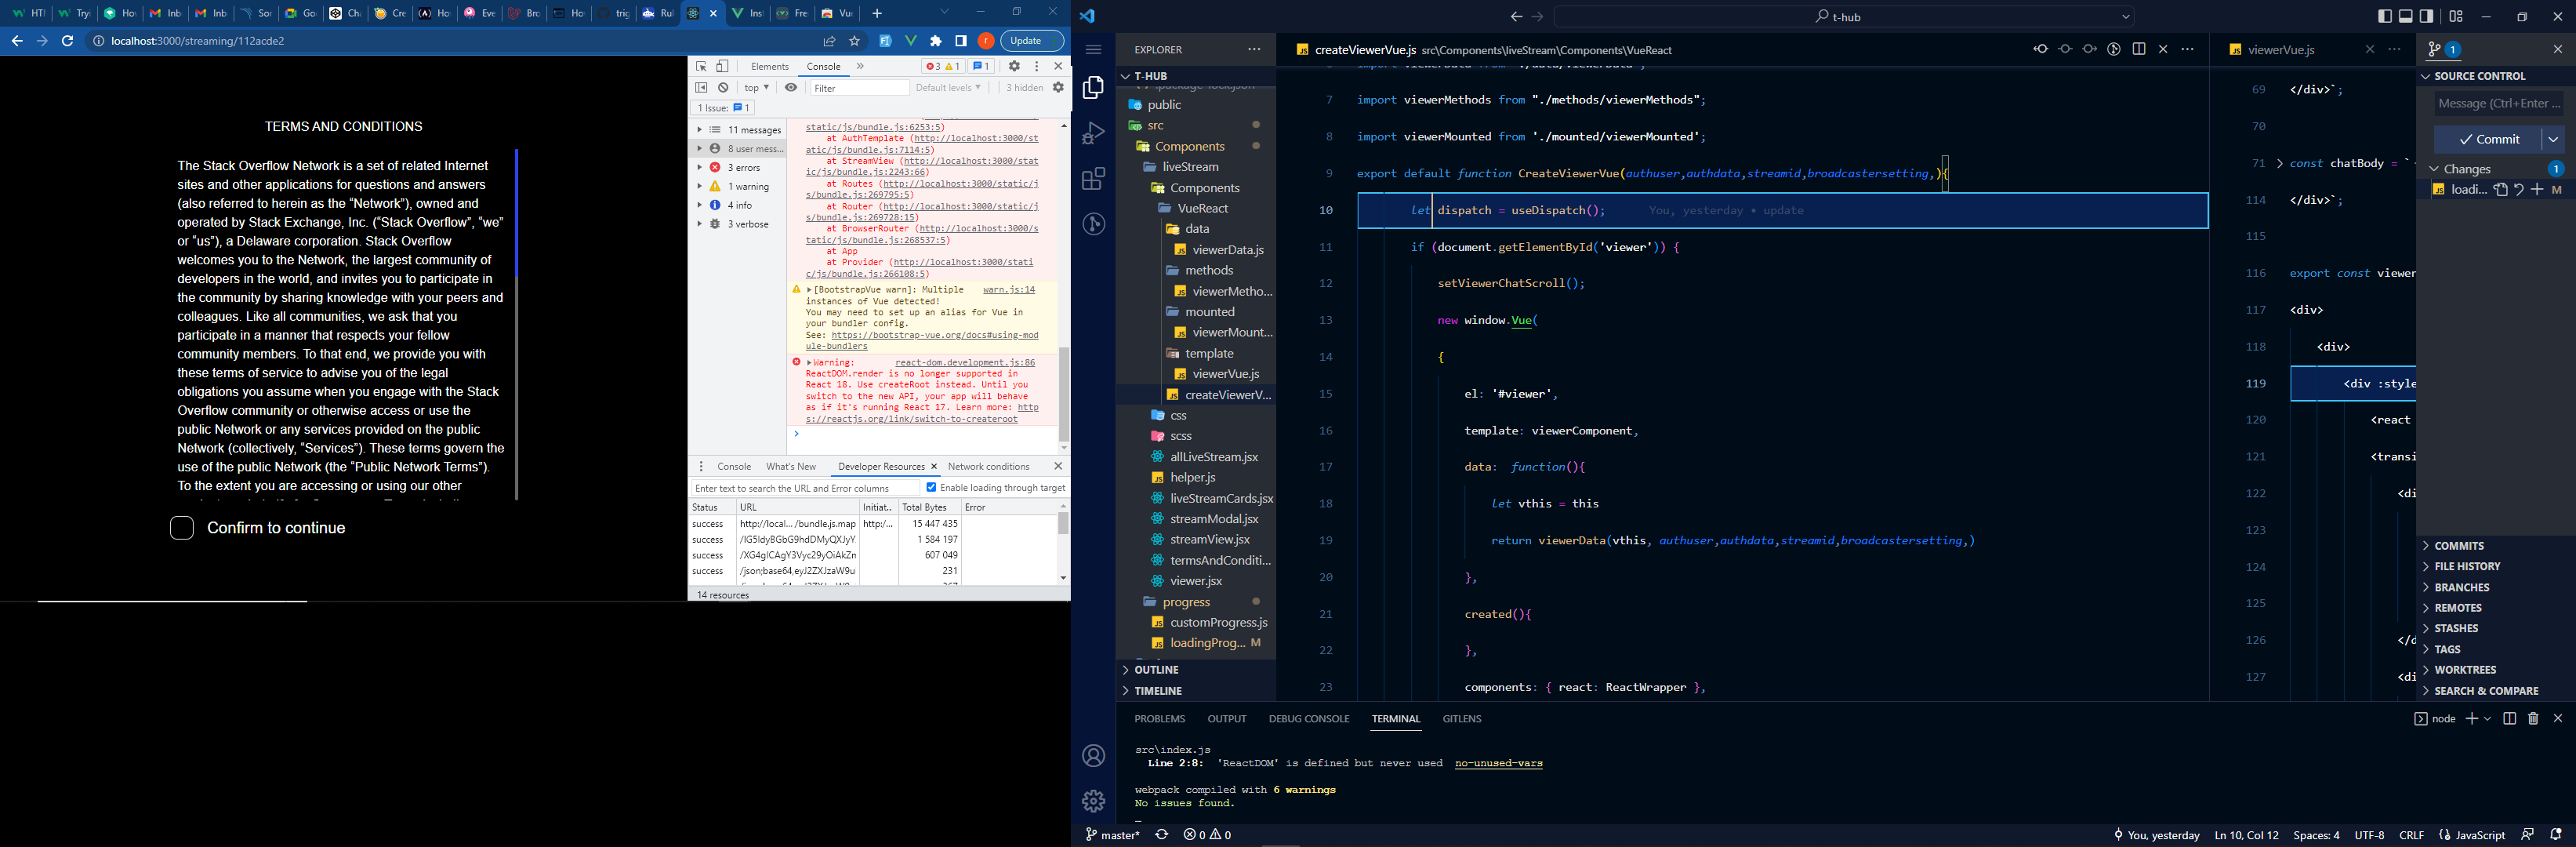 HT
Try
Ho
Inb
Inb
Sor
Go
Ch
Cre
Ho
Eve
Bro
Ho
trig
Rul
Inst
Fre
Vu
localhost:3000/streaming/112acde2
Update
TERMS AND CONDITIONS
The Stack Overflow Network is a set of related Internet
sites and other applications for questions and answers
(also referred to herein as the “Network”), owned and
operated by Stack Exchange, Inc. (“Stack Overflow”, “we”
or “us”), a Delaware corporation. Stack Overflow
welcomes you to the Network, the largest community of
developers in the world, and invites you to participate in
the community by sharing knowledge with your peers and
colleagues. Like all communities, we ask that you
participate in a manner that respects your fellow
community members. To that end, we provide you with
these terms of service to advise you of the legal
obligations you assume when you engage with the Stack
Overflow community or otherwise access or use the
public Network or any services provided on the public
Network (collectively, “Services”). These terms govern the
use of the public Network (the “Public Network Terms”).
To the extent you are accessing or using our other
Confirm to continue
Elements Console » 3 1 1
top ▼ Filter Default levels ▼ 3 hidden
1 Issue: 1
11 messages
8 user mess...
3 errors
1 warning
4 info
3 verbose
static/js/bundle.js:6253:5)
at AuthTemplate (http://localhost:3000/st
atic/js/bundle.js:7114:5)
at StreamView (http://localhost:3000/stat
ic/js/bundle.js:2243:66)
at Routes (http://localhost:3000/static/j
s/bundle.js:269795:5)
at Router (http://localhost:3000/static/j
s/bundle.js:269728:15)
at BrowserRouter (http://localhost:3000/s
tatic/js/bundle.js:268537:5)
at App
at Provider (http://localhost:3000/stati
c/js/bundle.js:266108:5)
[BootstrapVue warn]: Multiple warn.js:14
instances of Vue detected!
You may need to set up an alias for Vue in
your bundler config.
See: https://bootstrap-vue.org/docs#using-mod
ule-bundlers
Warning: react-dom.development.js:86
ReactDOM.render is no longer supported in
React 18. Use createRoot instead. Until you
switch to the new API, your app will behave
as if it's running React 17. Learn more: http
s://reactjs.org/link/switch-to-createroot
Console What's New Developer Resources × Network conditions
Enter text to search the URL and Error columns Enable loading through target
Status URL Initiat.. Total Bytes Error
success http://local... /bundle.js.map http:/... 15 447 435
success 1 584 197
success 607 049
success 231
14 resources
t-hub
EXPLORER ...
T-HUB
public
src
Components
liveStream
Components
VueReact
data
viewerData.js
methods
viewerMetho...
mounted
viewerMount...
template
viewerVue.js
createViewerV...
css
scss
allLiveStream.jsx
helper.js
liveStreamCards.jsx
streamModal.jsx
streamView.jsx
termsAndConditi...
viewer.jsx
progress
customProgress.js
loadingProg... M
OUTLINE
TIMELINE
createViewerVue.js src\Components\liveStream\Components\VueReact
7 import viewerMethods from "./methods/viewerMethods";
8 import viewerMounted from './mounted/viewerMounted';
9 export default function CreateViewerVue(authuser,authdata,streamid,broadcastersetting,){
10 let dispatch = useDispatch(); You, yesterday • update
11 if (document.getElementById('viewer')) {
12 setViewerChatScroll();
13 new window.Vue(
14 {
15 el: '#viewer',
16 template: viewerComponent,
17 data: function(){
18 let vthis = this
19 return viewerData(vthis, authuser,authdata,streamid,broadcastersetting,)
20 },
21 created(){
22 },
23 components: { react: ReactWrapper },
viewerVue.js
69 </div>`;
70
71 const chatBody = `
114 </div>`;
115
116 export const viewer
117 <div>
118 <div>
119 <div :style
120 <react
121 <transi
122 <di
123
124
125
126 </d
127 <di
1
SOURCE CONTROL
Message (Ctrl+Enter ...
Commit
Changes 1
loadi... M
COMMITS
FILE HISTORY
BRANCHES
REMOTES
STASHES
TAGS
WORKTREES
SEARCH & COMPARE
PROBLEMS OUTPUT DEBUG CONSOLE TERMINAL GITLENS
node
src\index.js
Line 2:8: 'ReactDOM' is defined but never used no-unused-vars
webpack compiled with 6 warnings
No issues found.
master* 0 0
You, yesterday Ln 10, Col 12 Spaces: 4 UTF-8 CRLF JavaScript